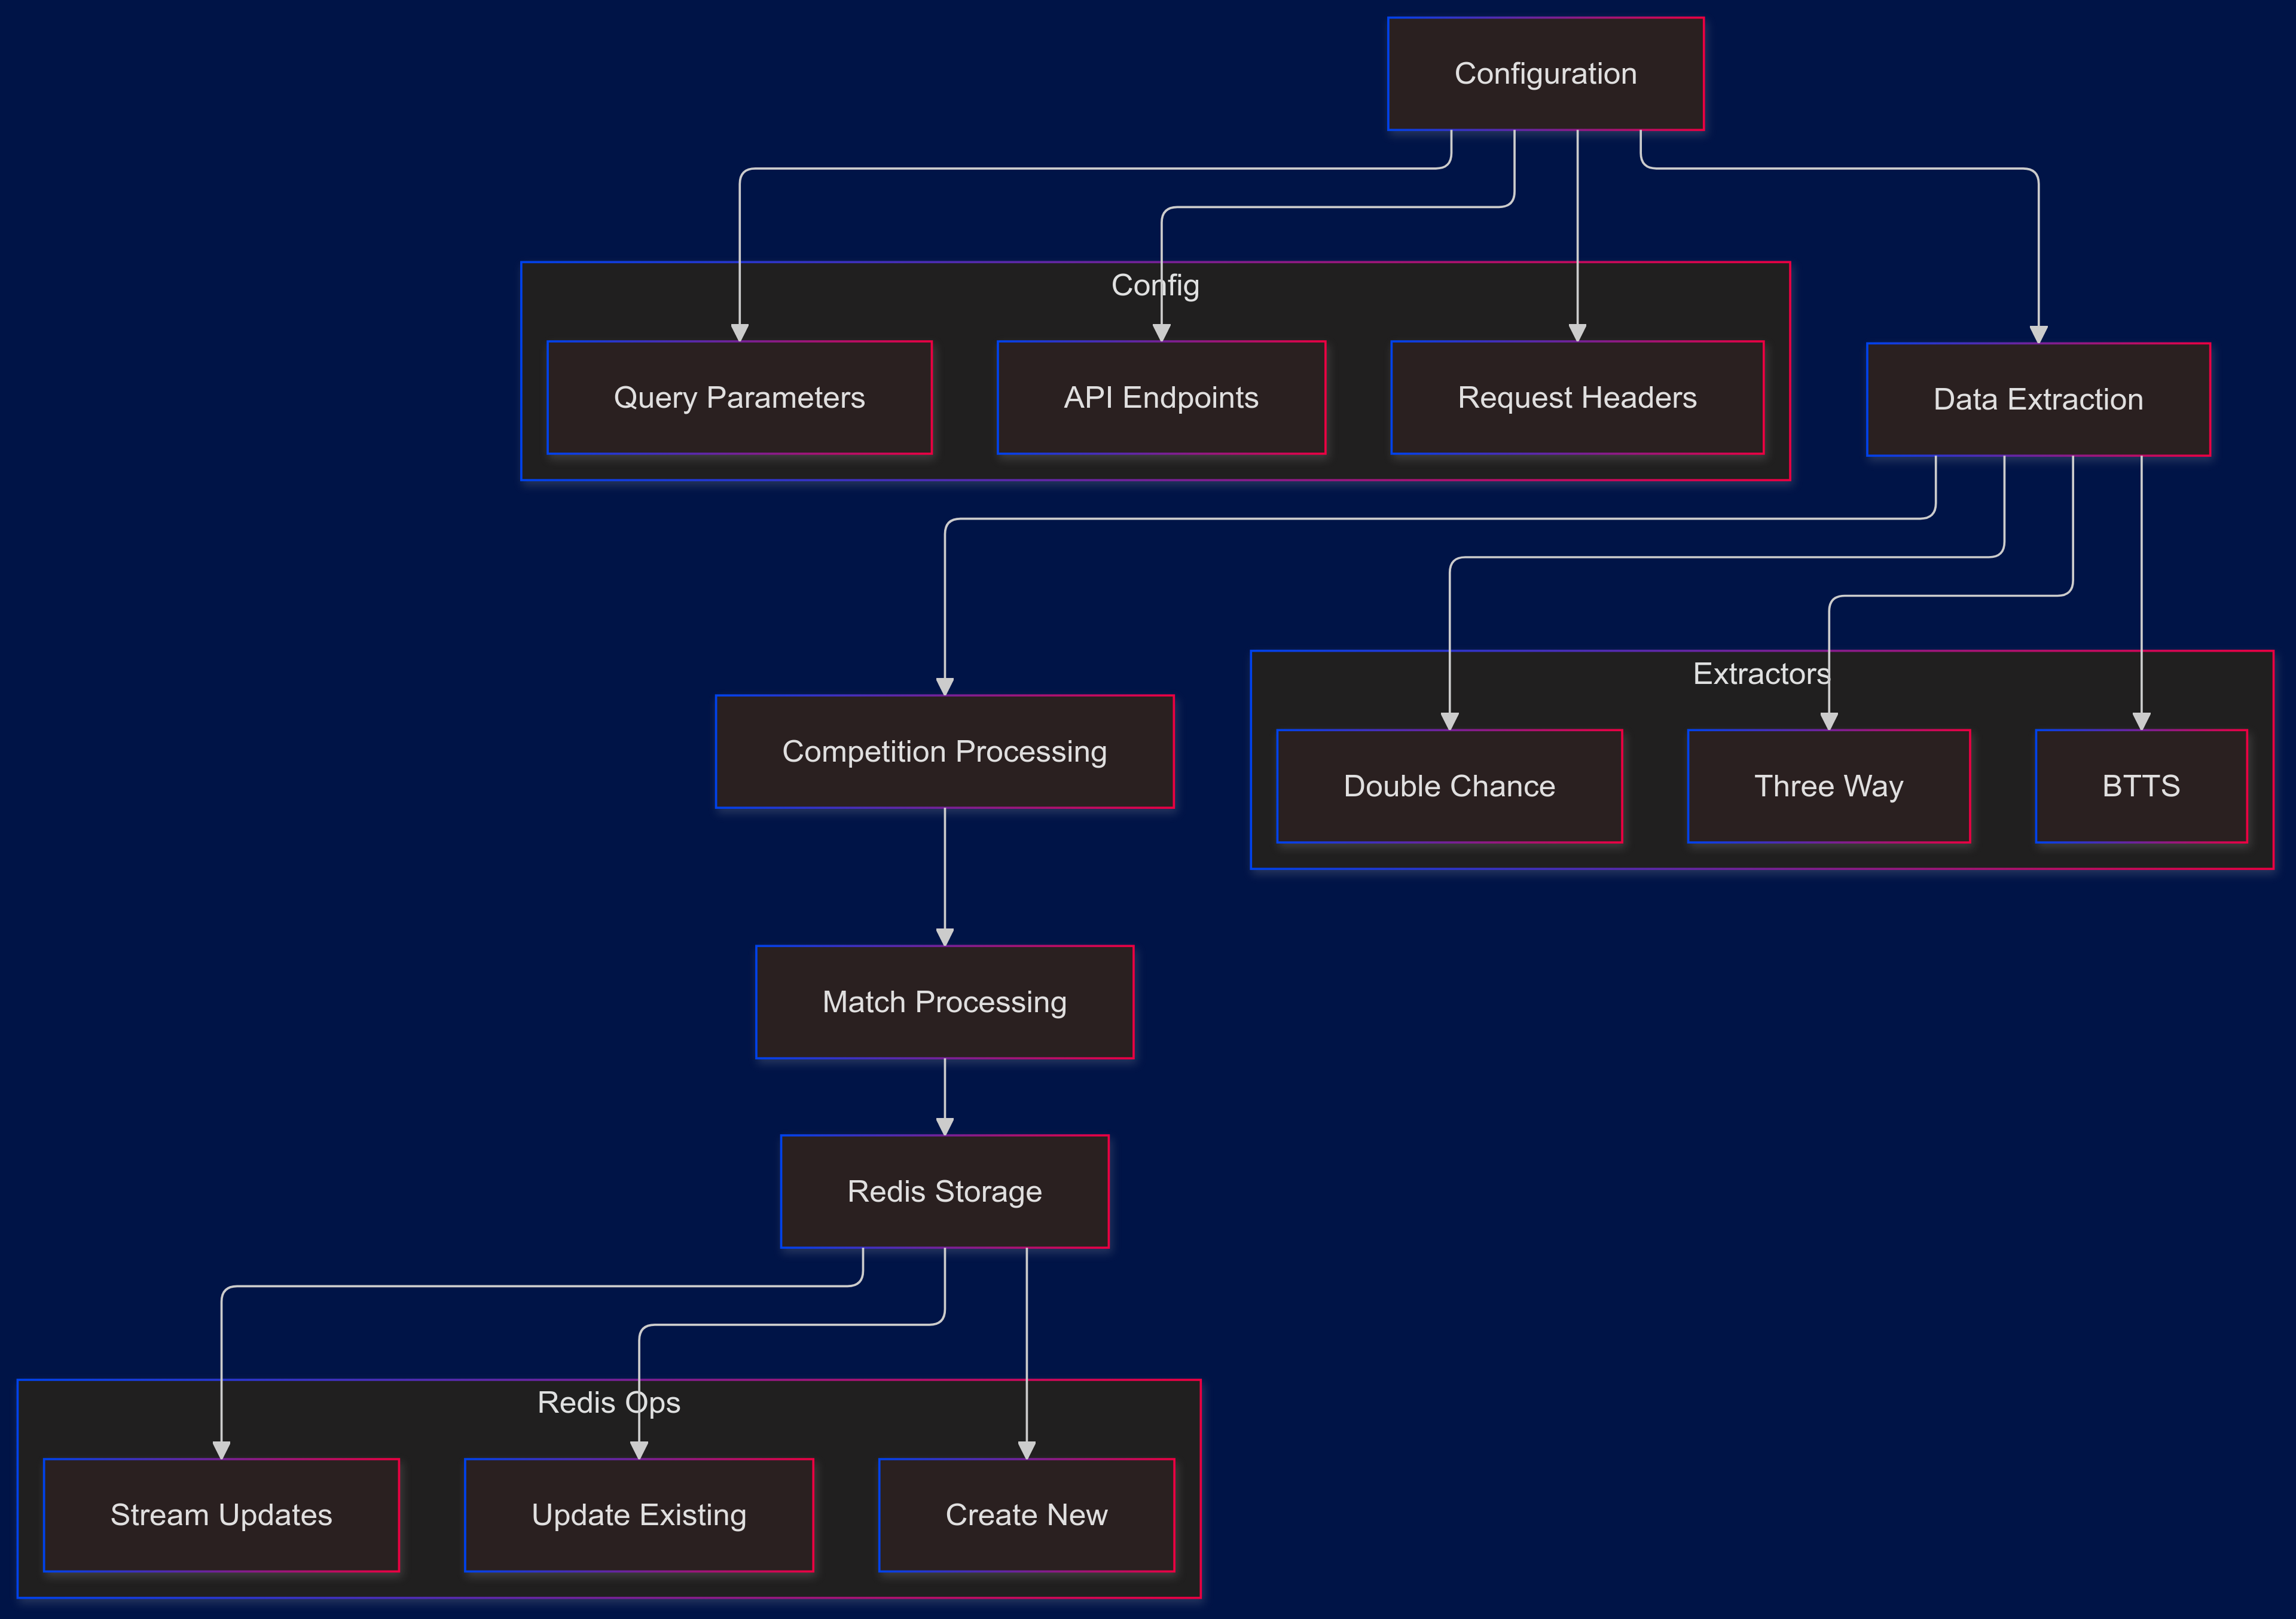 Configuration
Config
Query Parameters
API Endpoints
Request Headers
Data Extraction
Extractors
Competition Processing
Double Chance
Three Way
BTTS
Match Processing
Redis Storage
Redis Ops
Stream Updates
Update Existing
Create New